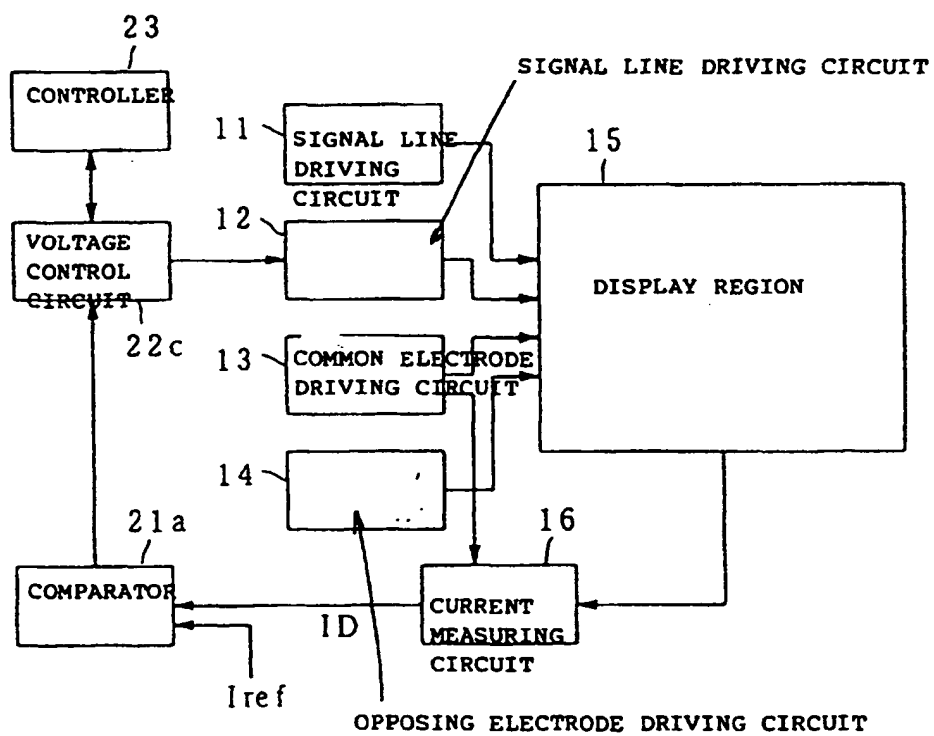 23
CONTROLLER
SIGNAL LINE DRIVING CIRCUIT
11
SIGNAL LINE
DRIVING
CIRCUIT
15
12
VOLTAGE
CONTROL
CIRCUIT
DISPLAY REGION
22c
13
COMMON ELECTRODE
DRIVING CIRCUIT
14
21a
16
COMPARATOR
ID
CURRENT
MEASURING
CIRCUIT
Iref
OPPOSING ELECTRODE DRIVING CIRCUIT